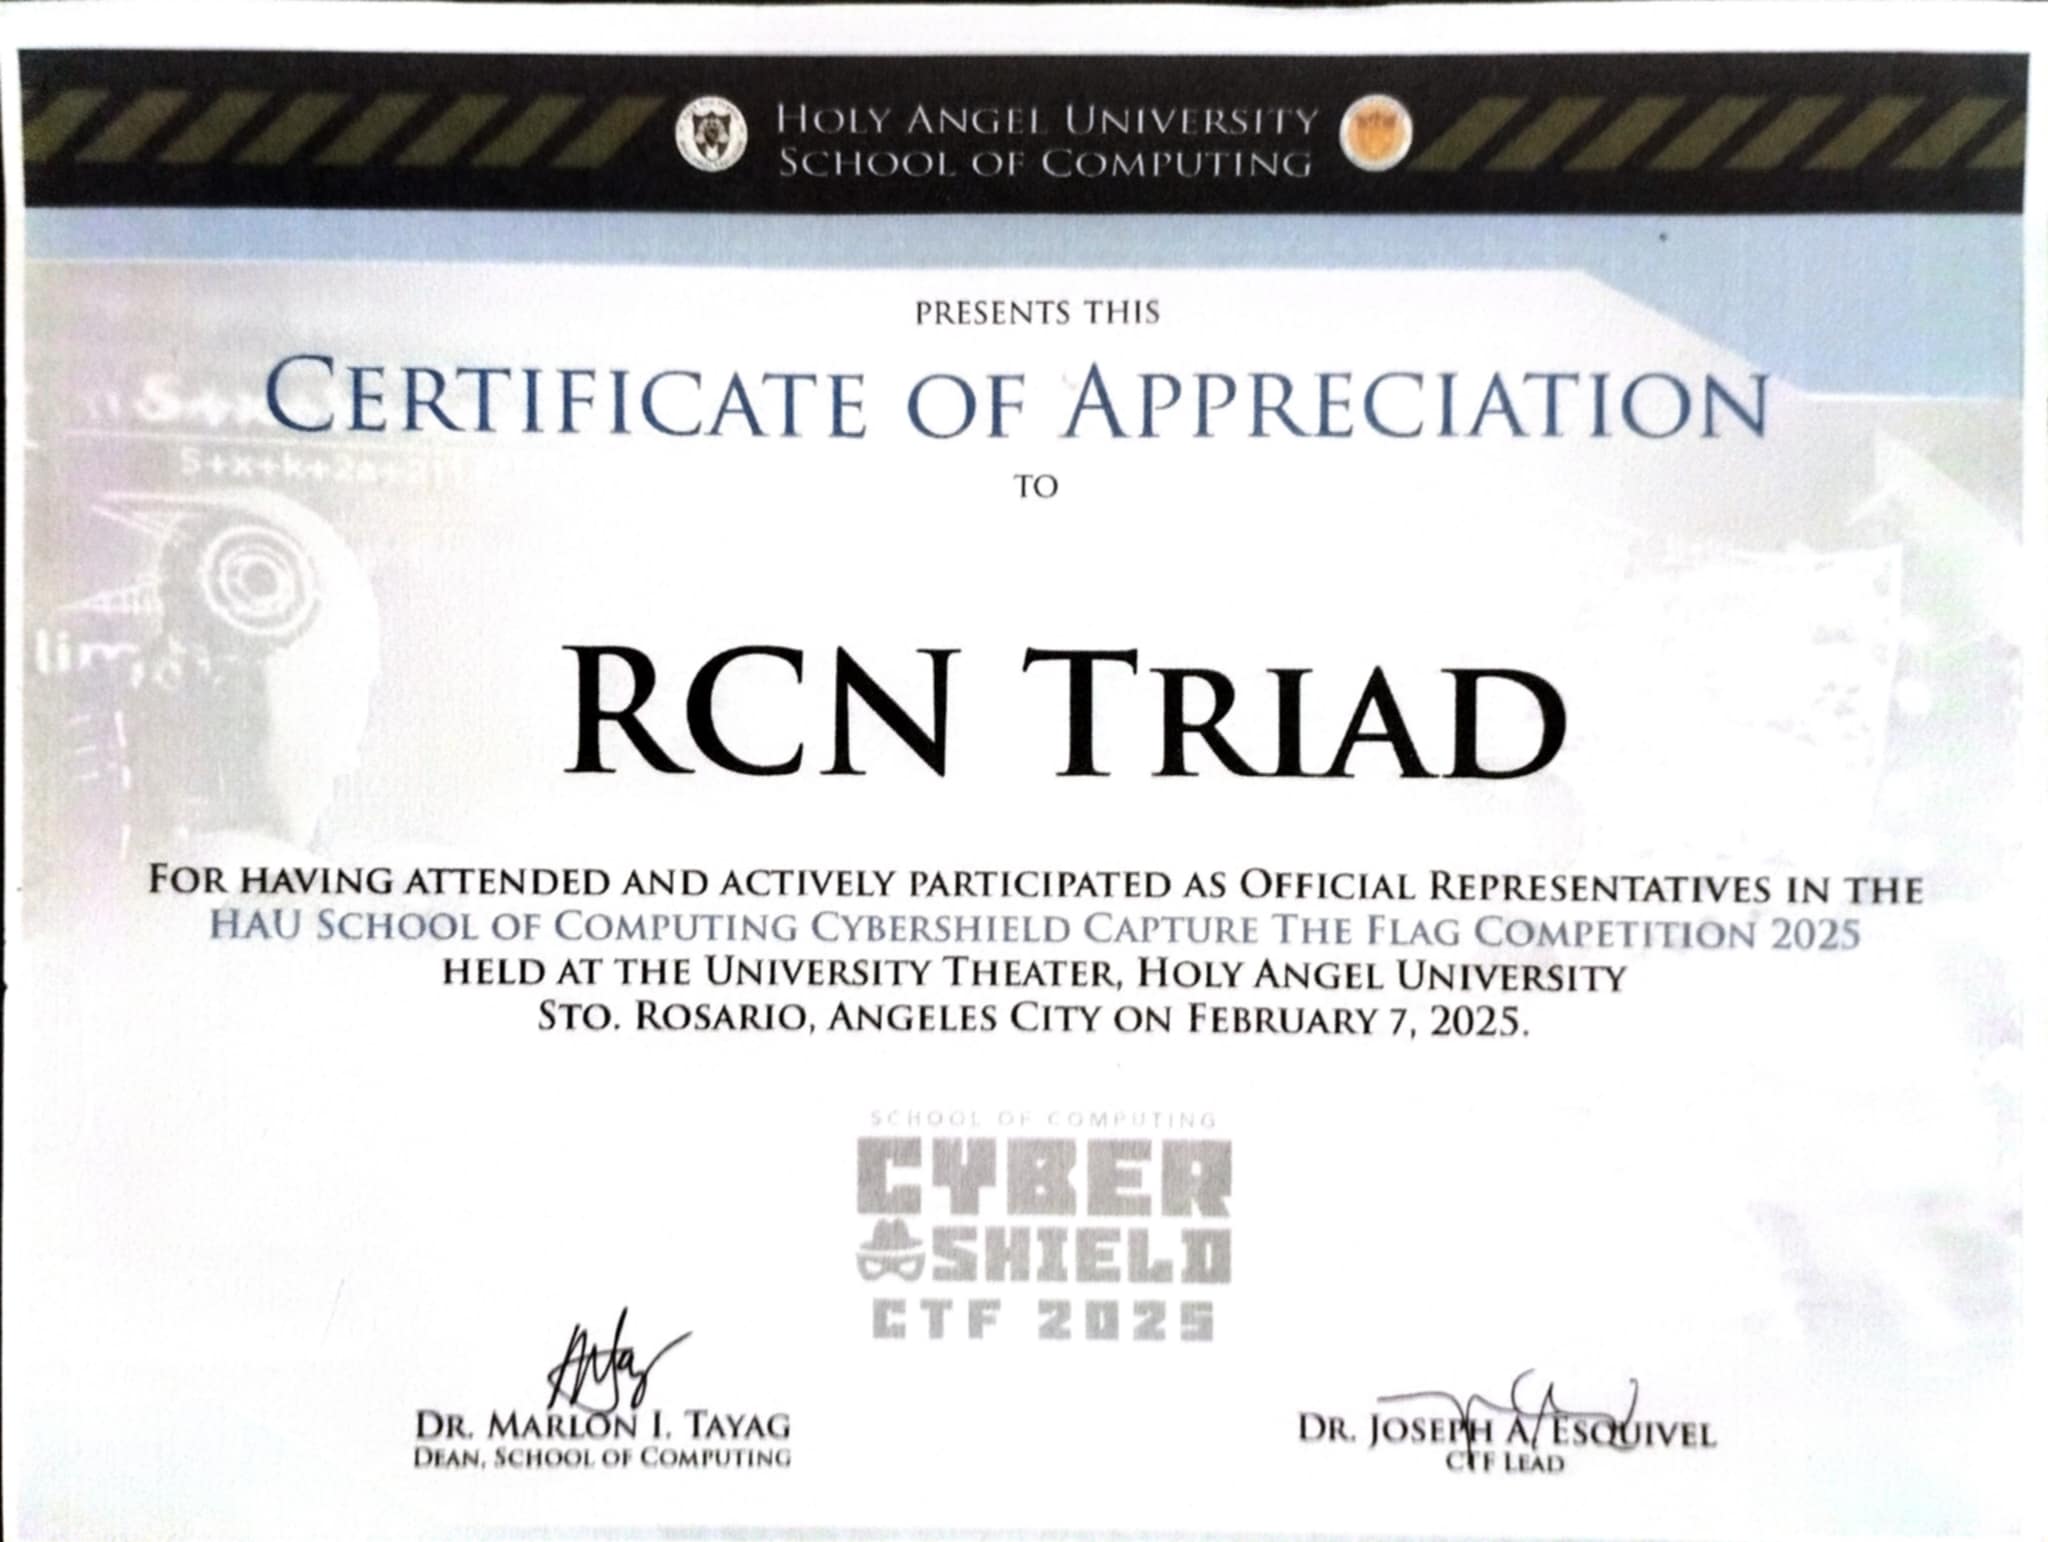 HOLY ANGEL UNIVERSITY
SCHOOL OF COMPUTING
PRESENTS THIS
CERTIFICATE OF APPRECIATION
TO
RCN TRIAD
FOR HAVING ATTENDED AND ACTIVELY PARTICIPATED AS OFFICIAL REPRESENTATIVES IN THE
HAU SCHOOL OF COMPUTING CYBERSHIELD CAPTURE THE FLAG COMPETITION 2025
HELD AT THE UNIVERSITY THEATER, HOLY ANGEL UNIVERSITY
STO. ROSARIO, ANGELES CITY ON FEBRUARY 7, 2025.
SCHOOL OF COMPUTING
CYBER
SHIELD
CTF 2025
DR. MARLON I. TAYAG
DEAN, SCHOOL OF COMPUTING
DR. JOSEPH A. ESQUIVEL
CTF LEAD